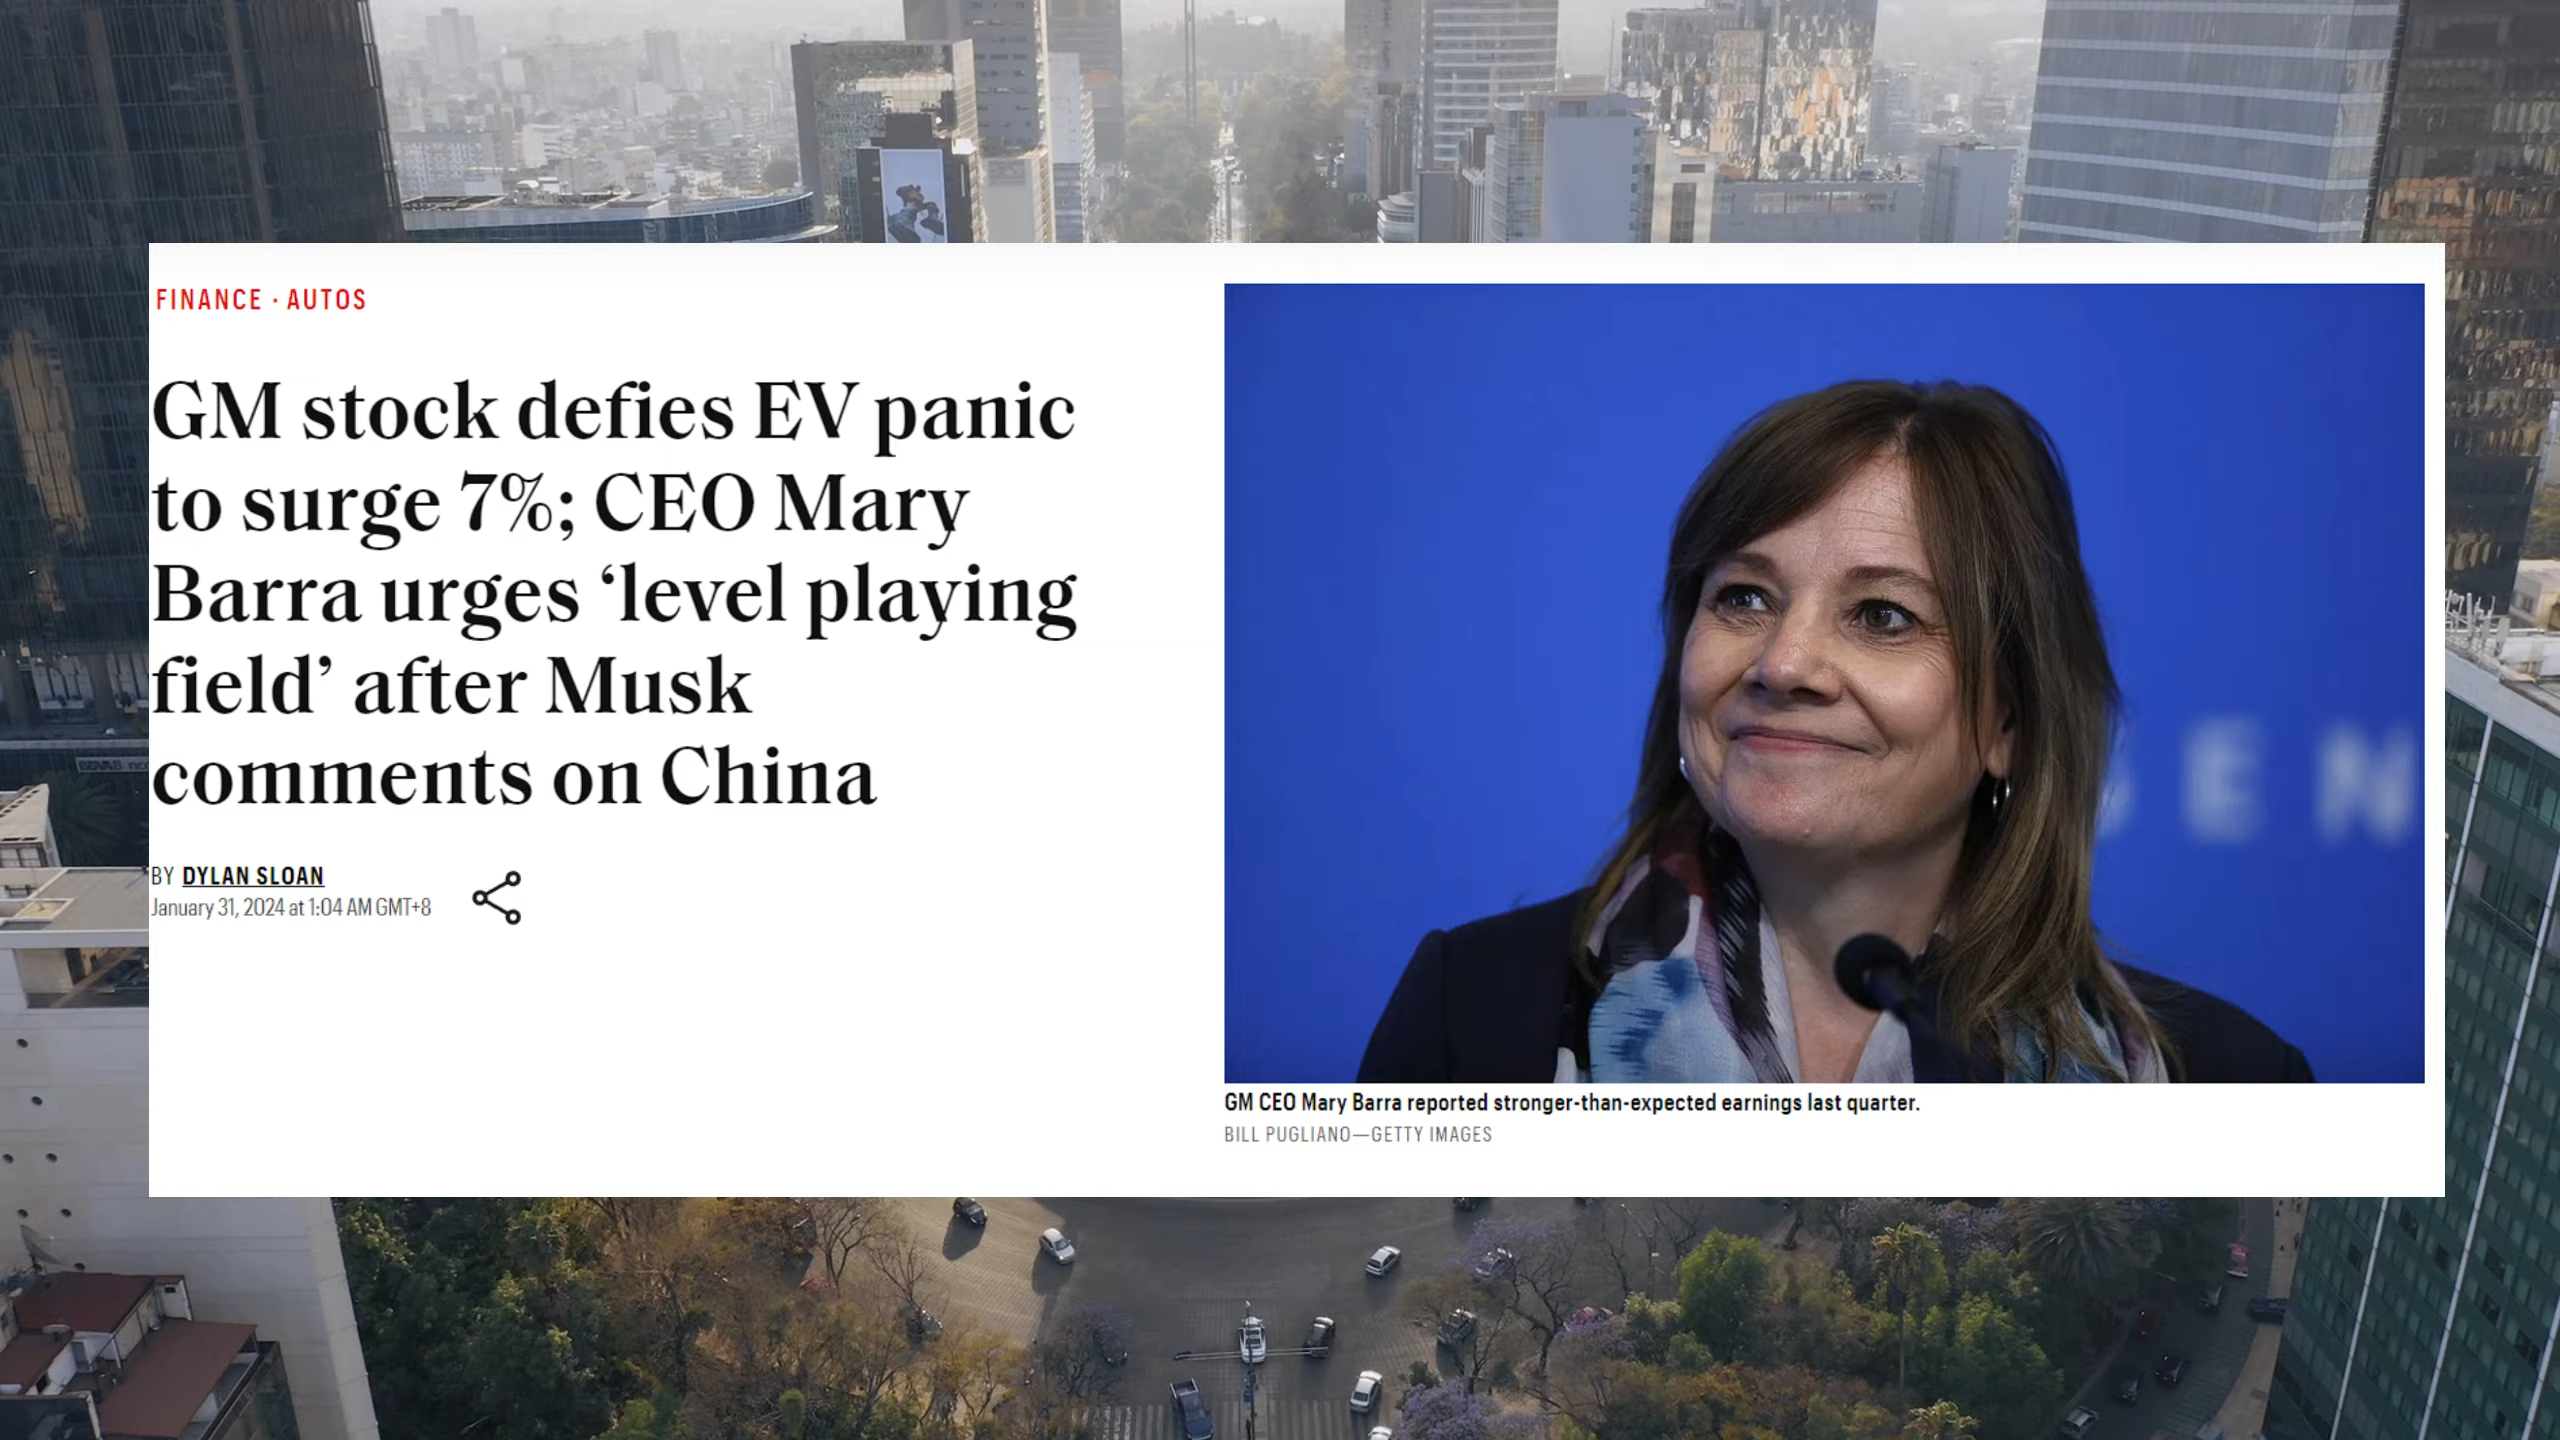 FINANCE · AUTOS
GM stock defies EV panic
to surge 7%; CEO Mary
Barra urges ‘level playing
field’ after Musk
comments on China
BY DYLAN SLOAN
January 31, 2024 at 1:04 AM GMT+8
E N
GM CEO Mary Barra reported stronger-than-expected earnings last quarter.
BILL PUGLIANO—GETTY IMAGES
BBVA